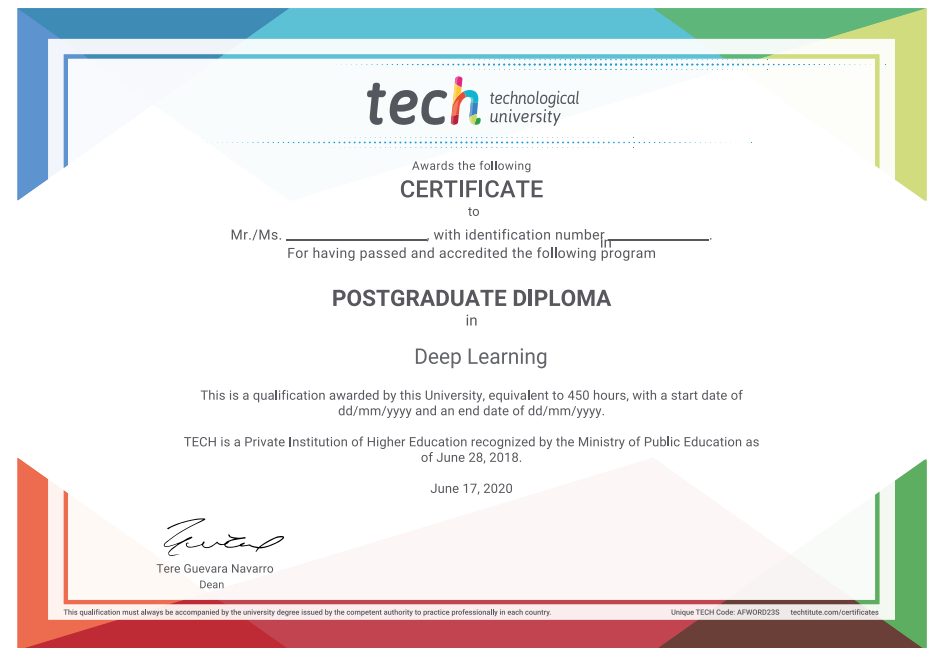 tech technological
university
Awards the following
CERTIFICATE
to
Mr./Ms. ____________________, with identification number ______________.
In
For having passed and accredited the following program
POSTGRADUATE DIPLOMA
in
Deep Learning
This is a qualification awarded by this University, equivalent to 450 hours, with a start date of
dd/mm/yyyy and an end date of dd/mm/yyyy.
TECH is a Private Institution of Higher Education recognized by the Ministry of Public Education as
of June 28, 2018.
June 17, 2020
Tere Guevara Navarro
Dean
This qualification must always be accompanied by the university degree issued by the competent authority to practice professionally in each country. Unique TECH Code: AFWORD23S techtitute.com/certificates